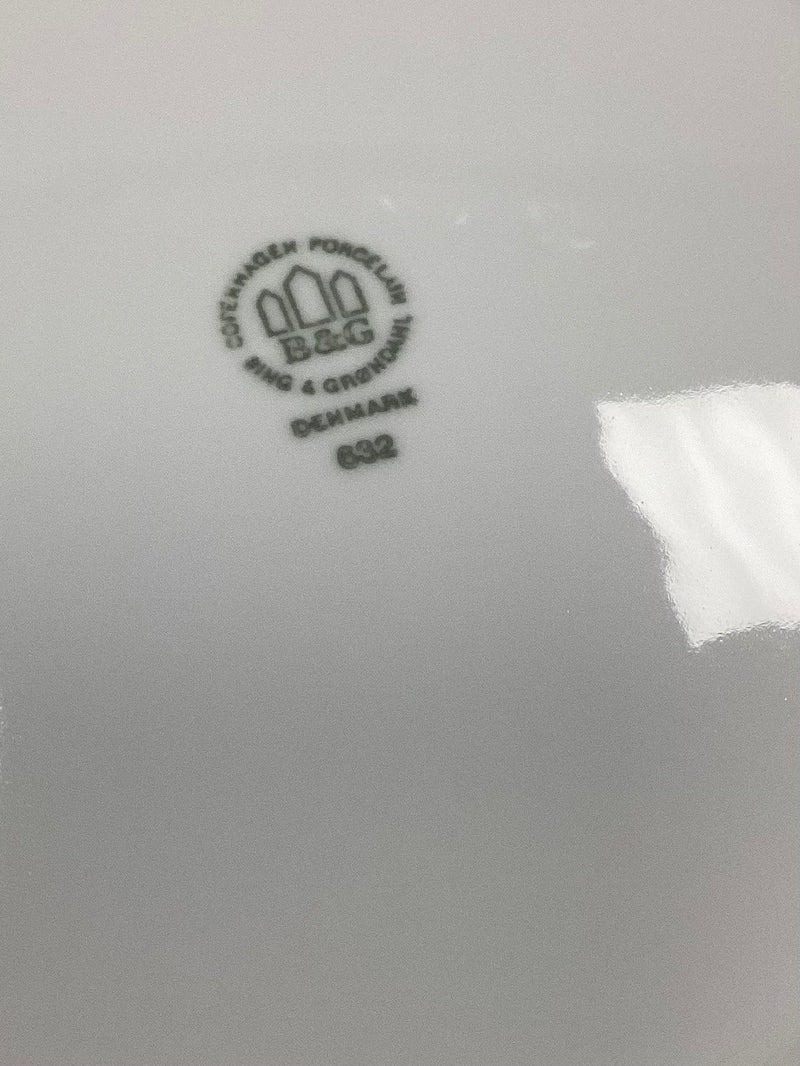 COPENHAGEN PORCELAIN
B&G
BING & GRØNDAHL
DENMARK
632